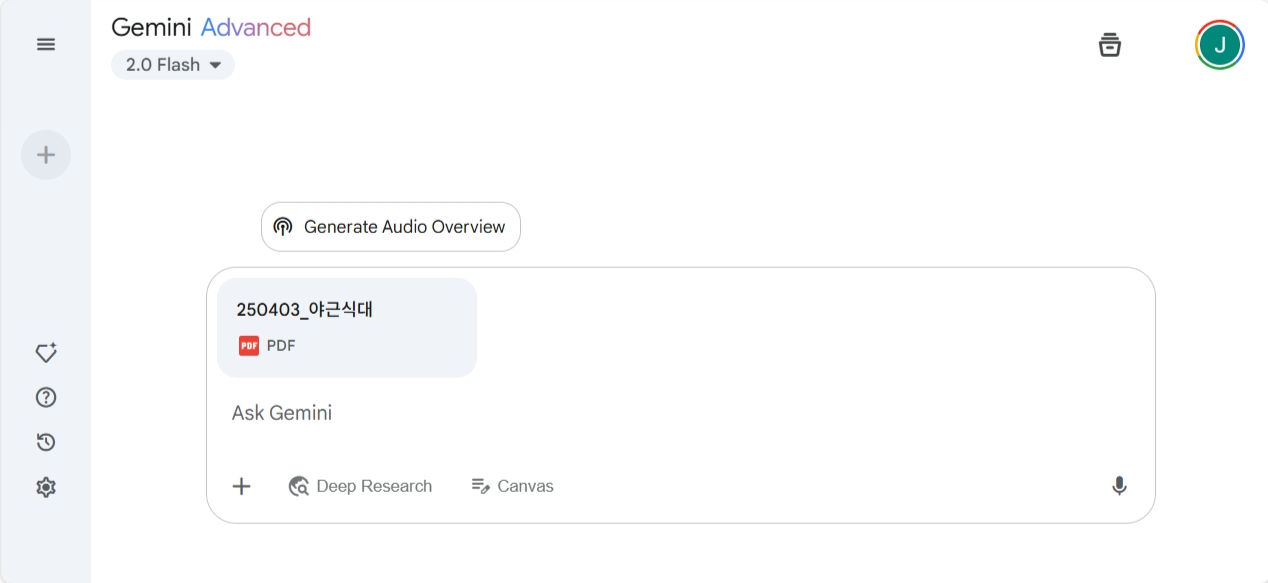 Gemini Advanced
2.0 Flash
J
Generate Audio Overview
250403_야근식대
PDF PDF
Ask Gemini
Deep Research Canvas